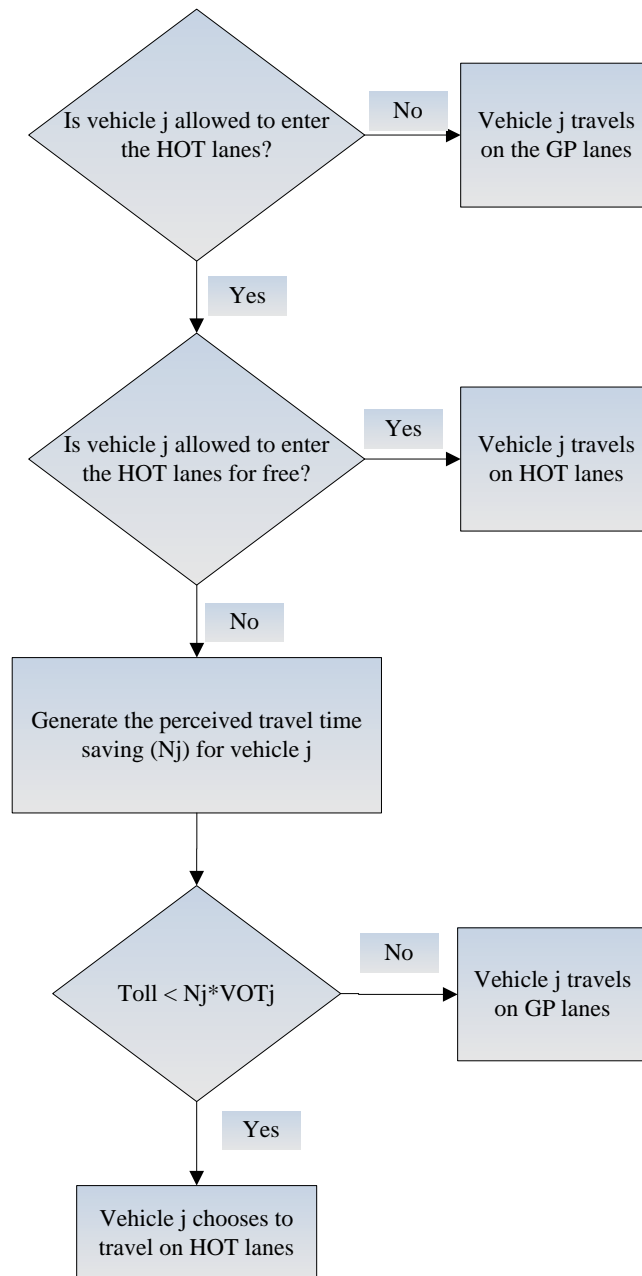 Is vehicle j allowed to enter
the HOT lanes?
No
Vehicle j travels
on the GP lanes
Yes
Is vehicle j allowed to enter
the HOT lanes for free?
Yes
Vehicle j travels
on HOT lanes
No
Generate the perceived travel time
saving (Nj) for vehicle j
Toll < Nj*VOTj
No
Vehicle j travels
on GP lanes
Yes
Vehicle j chooses to
travel on HOT lanes